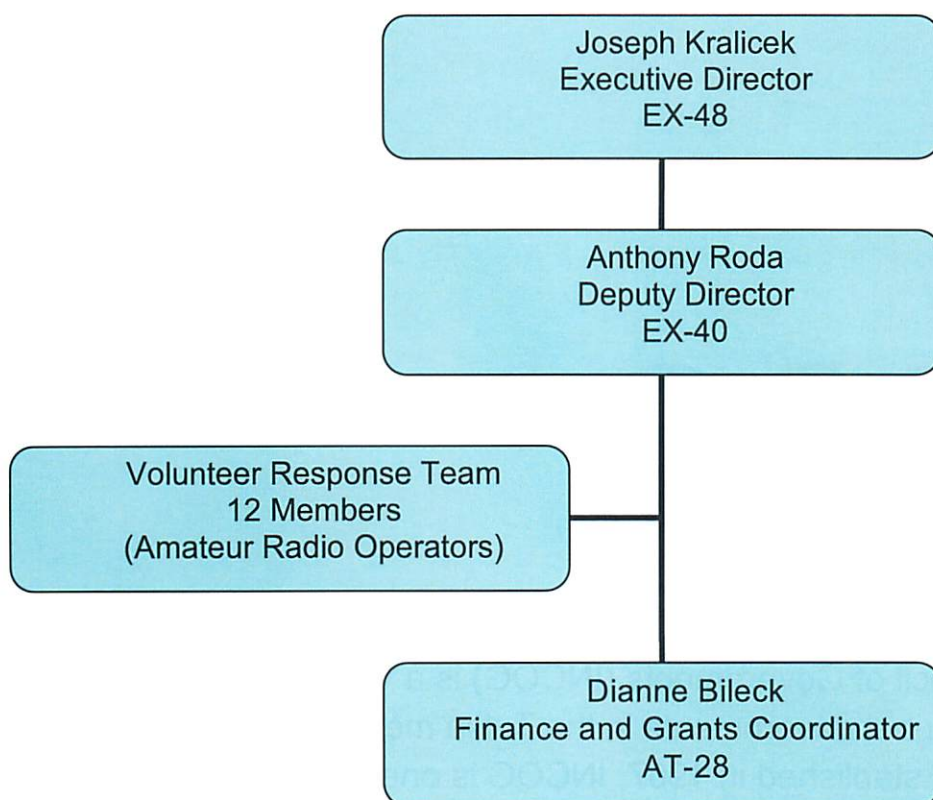 Joseph Kralicek
Executive Director
EX-48
Anthony Roda
Deputy Director
EX-40
Volunteer Response Team
12 Members
(Amateur Radio Operators)
Dianne Bileck
Finance and Grants Coordinator
AT-28